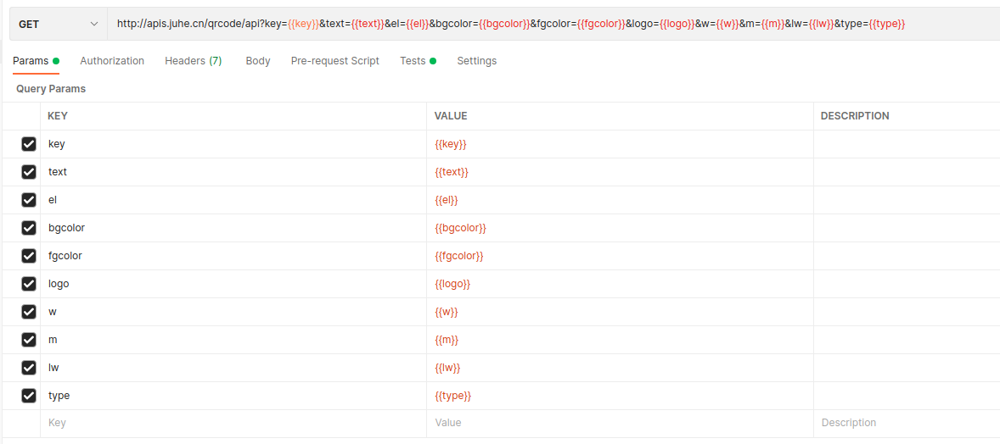 GET http://apis.juhe.cn/qrcode/api?key={{key}}&text={{text}}&el={{el}}&bgcolor={{bgcolor}}&fgcolor={{fgcolor}}&logo={{logo}}&w={{w}}&m={{m}}&lw={{lw}}&type={{type}}
Params Authorization Headers (7) Body Pre-request Script Tests Settings
Query Params
KEY VALUE DESCRIPTION
key {{key}}
text {{text}}
el {{el}}
bgcolor {{bgcolor}}
fgcolor {{fgcolor}}
logo {{logo}}
w {{w}}
m {{m}}
lw {{lw}}
type {{type}}
Key Value Description